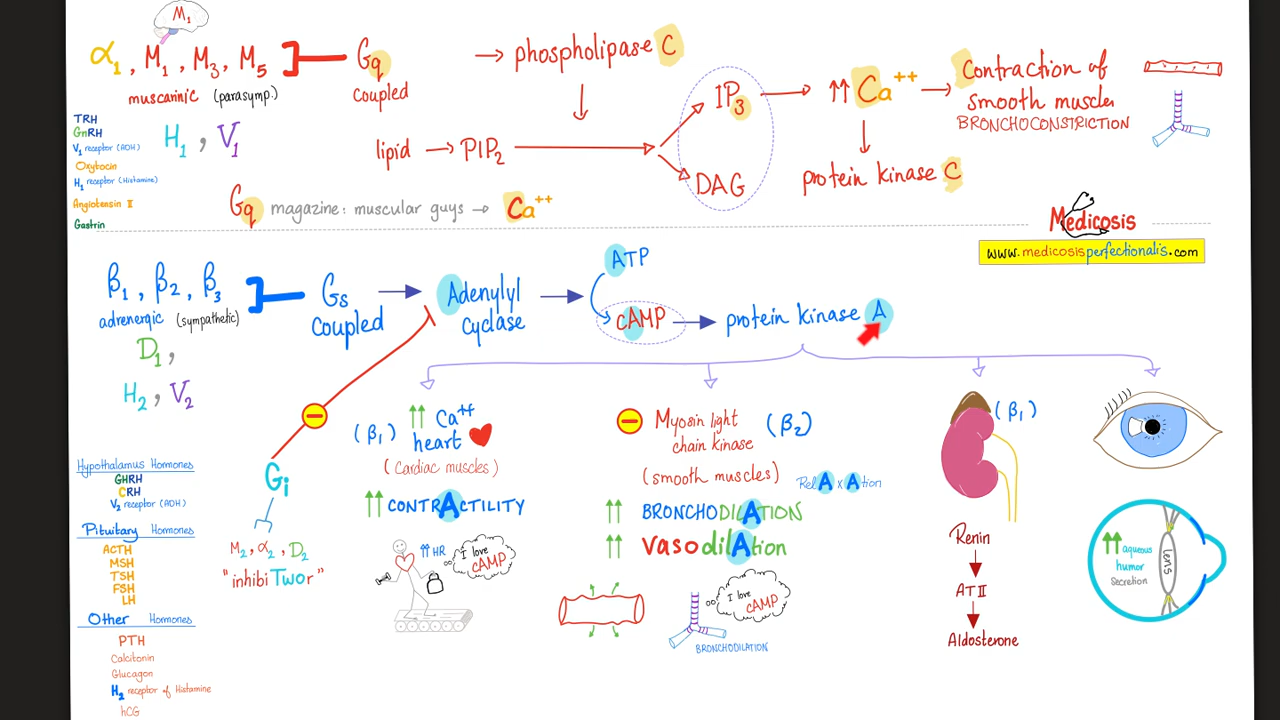 M1
α1, M1, M3, M5
muscarinic (parasymp.)
Gq
coupled
→ phospholipase C
lipid → PIP2
IP3
DAG
↑↑ Ca++ →
protein kinase C
Contraction of
smooth muscles
BRONCHOCONSTRICTION
TRH
GnRH
V1 receptor (ADH)
Oxytocin
H1 receptor (Histamine)
Angiotensin II
Gastrin
H1, V1
Gq magazine: muscular guys → Ca++
Medicosis
www.medicosisperfectionalis.com
β1, β2, β3
adrenergic (sympathetic)
D1,
H2, V2
Gs
coupled
Adenylyl
cyclase
ATP
cAMP
protein kinase A
Gi
M2, α2, D2
"inhibiTwor"
Hypothalamus Hormones
GHRH
CRH
V2 receptor (ADH)
Pituitary Hormones
ACTH
MSH
TSH
FSH
LH
Other Hormones
PTH
Calcitonin
Glucagon
H2 receptor of Histamine
hCG
(β1)
↑↑ Ca++
heart
(Cardiac muscles)
↑↑ CONTRACTILITY
↑↑ HR
I love
cAMP
Myosin light
chain kinase
(β2)
(smooth muscles)
RelAxAtion
↑↑ BRONCHODILATION
↑↑ vasodilAtion
I love
cAMP
BRONCHODILATION
(β1)
Renin
ATII
Aldosterone
↑↑ aqueous
humor
secretion
Lens